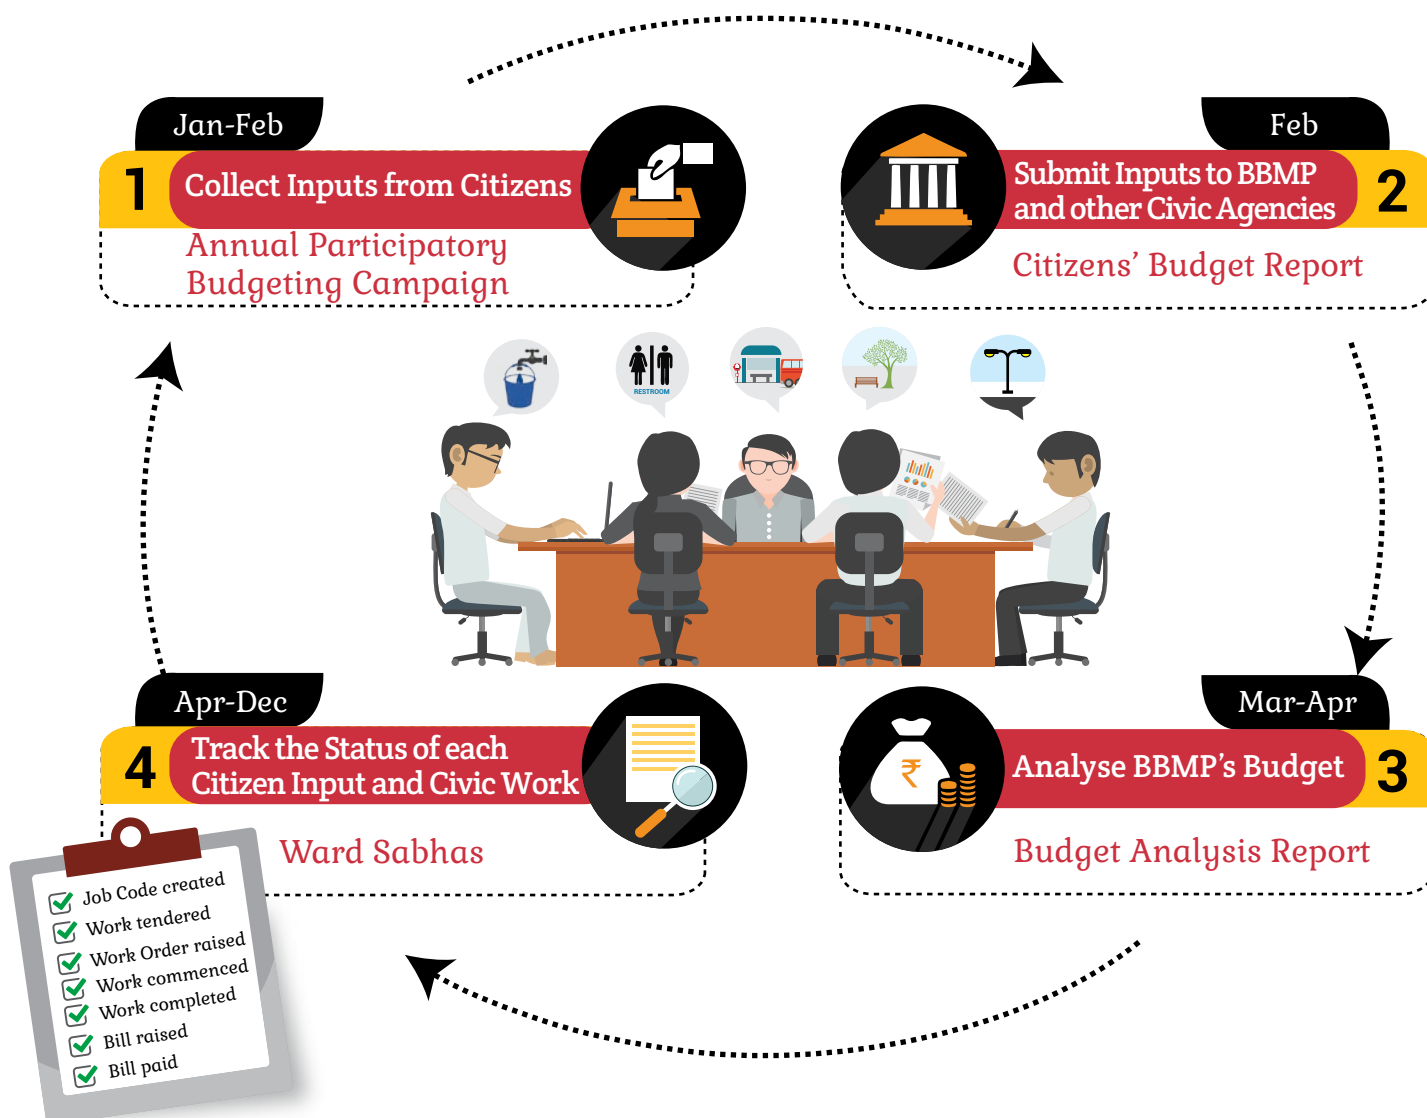 Jan-Feb
1
Collect Inputs from Citizens
Annual Participatory
Budgeting Campaign
Feb
Submit Inputs to BBMP
and other Civic Agencies
2
Citizens’ Budget Report
RESTROOM
Mar-Apr
Analyse BBMP’s Budget
3
₹
Budget Analysis Report
Apr-Dec
4
Track the Status of each
Citizen Input and Civic Work
Ward Sabhas
Job Code created
Work tendered
Work Order raised
Work commenced
Work completed
Bill raised
Bill paid